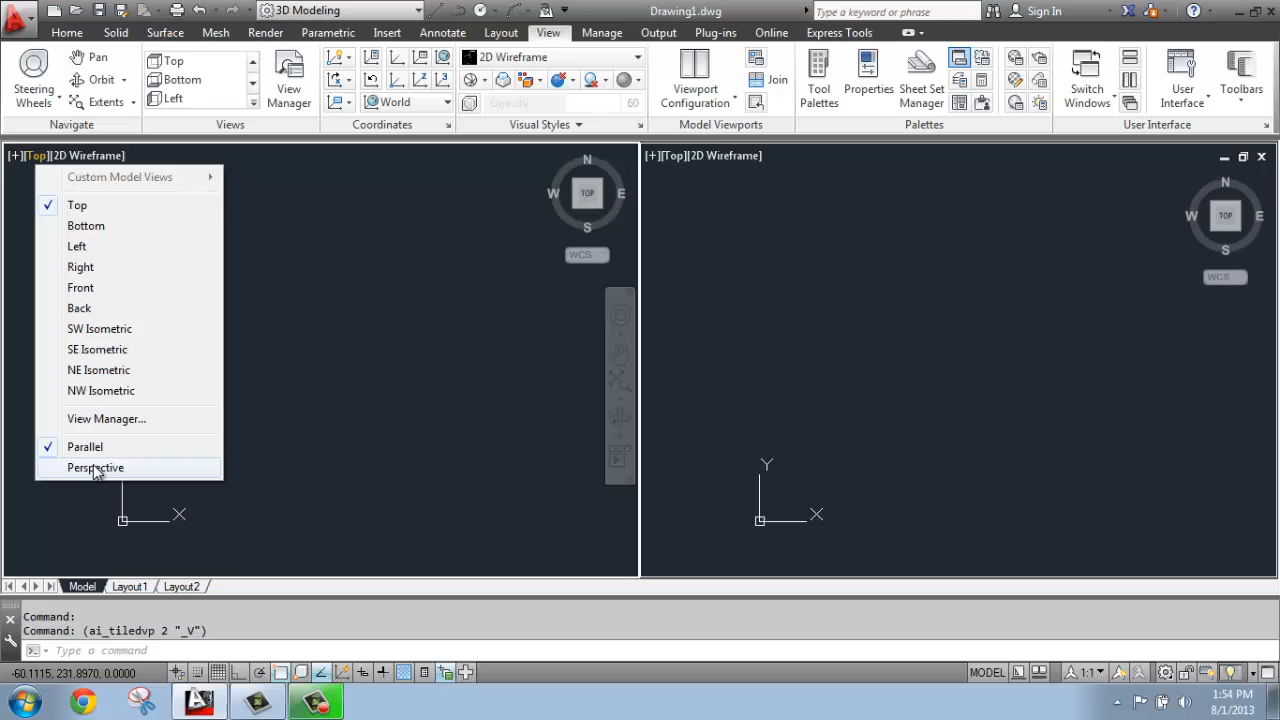 3D Modeling
Drawing1.dwg
Type a keyword or phrase
Sign In
Home Solid Surface Mesh Render Parametric Insert Annotate Layout View Manage Output Plug-ins Online Express Tools
Steering Wheels
Pan
Orbit
Extents
Navigate
Top
Bottom
Left
View Manager
Views
World
Coordinates
2D Wireframe
Opacity 60
Visual Styles
Viewport Configuration
Join
Model Viewports
Tool Palettes
Properties
Sheet Set Manager
Palettes
Switch Windows
User Interface
Toolbars
User Interface
[+][Top][2D Wireframe]
[+][Top][2D Wireframe]
Custom Model Views
Top
Bottom
Left
Right
Front
Back
SW Isometric
SE Isometric
NE Isometric
NW Isometric
View Manager...
Parallel
Perspective
N
W TOP E
S
WCS
N
W TOP E
S
WCS
X
Y
X
Model Layout1 Layout2
Command:
Command: (ai_tiledvp 2 "_V")
Type a command
-60.1115, 231.8970, 0.0000
MODEL
1:1
1:54 PM
8/1/2013